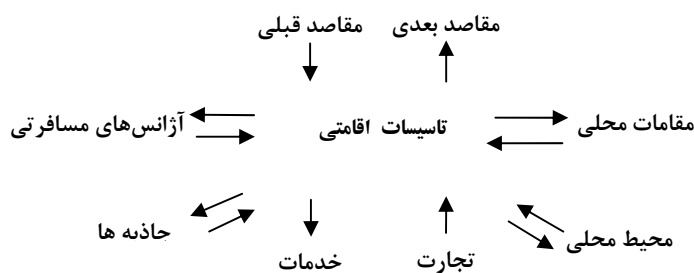 مقاصد قبلی
مقاصد بعدی
آژانس‌های مسافرتی
تاسیسات اقامتی
مقامات محلی
جاذبه ها
خدمات
تجارت
محیط محلی